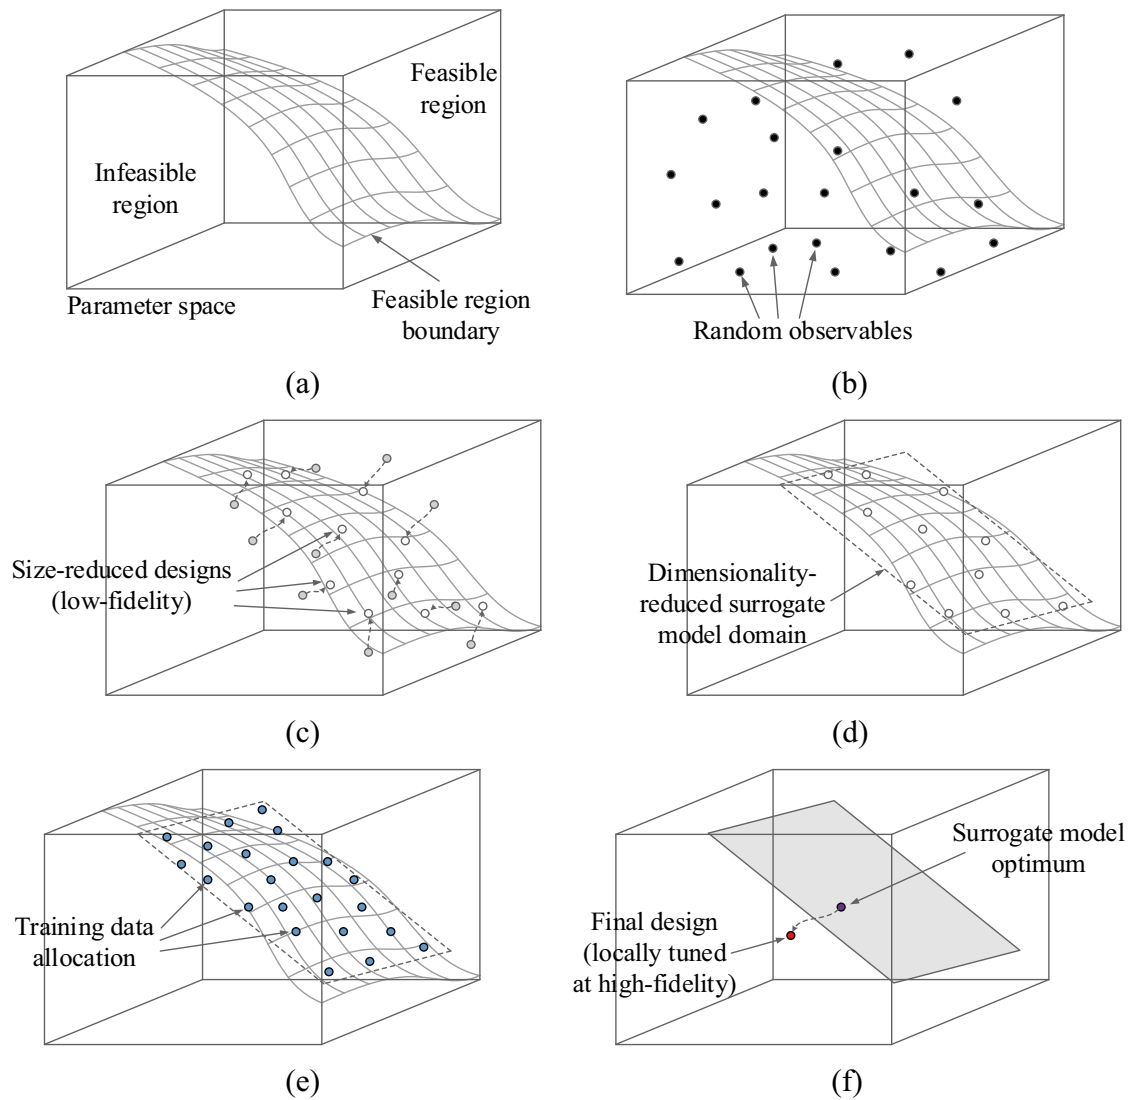 Feasible
region
Infeasible
region
Parameter space
Feasible region
boundary
(a)
Random observables
(b)
Size-reduced designs
(low-fidelity)
(c)
Dimensionality-
reduced surrogate
model domain
(d)
Training data
allocation
(e)
Surrogate model
optimum
Final design
(locally tuned
at high-fidelity)
(f)